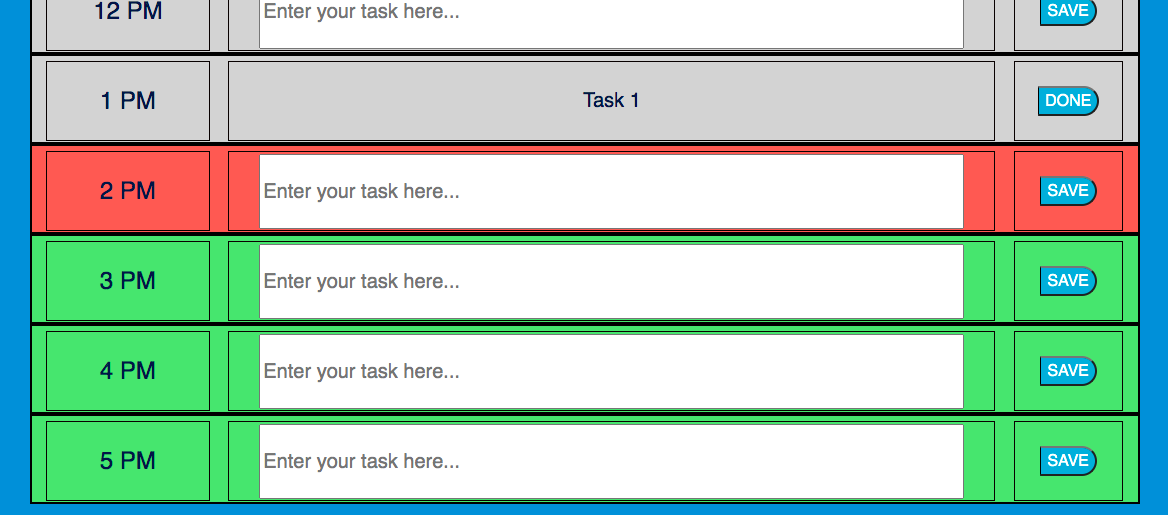 12 PM Enter your task here... SAVE
1 PM Task 1 DONE
2 PM Enter your task here... SAVE
3 PM Enter your task here... SAVE
4 PM Enter your task here... SAVE
5 PM Enter your task here... SAVE